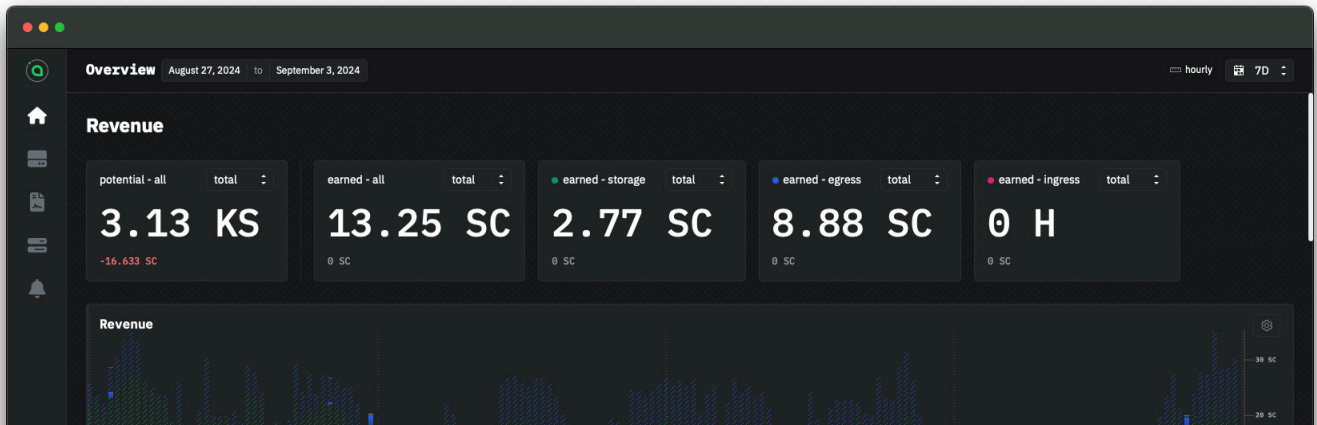 Overview August 27, 2024 to September 3, 2024 hourly 7D
Revenue
potential - all total earned - all total earned - storage total earned - egress total earned - ingress total
3.13 KS 13.25 SC 2.77 SC 8.88 SC 0 H
-16.633 SC 0 SC 0 SC 0 SC 0 SC
Revenue
30 SC
20 SC